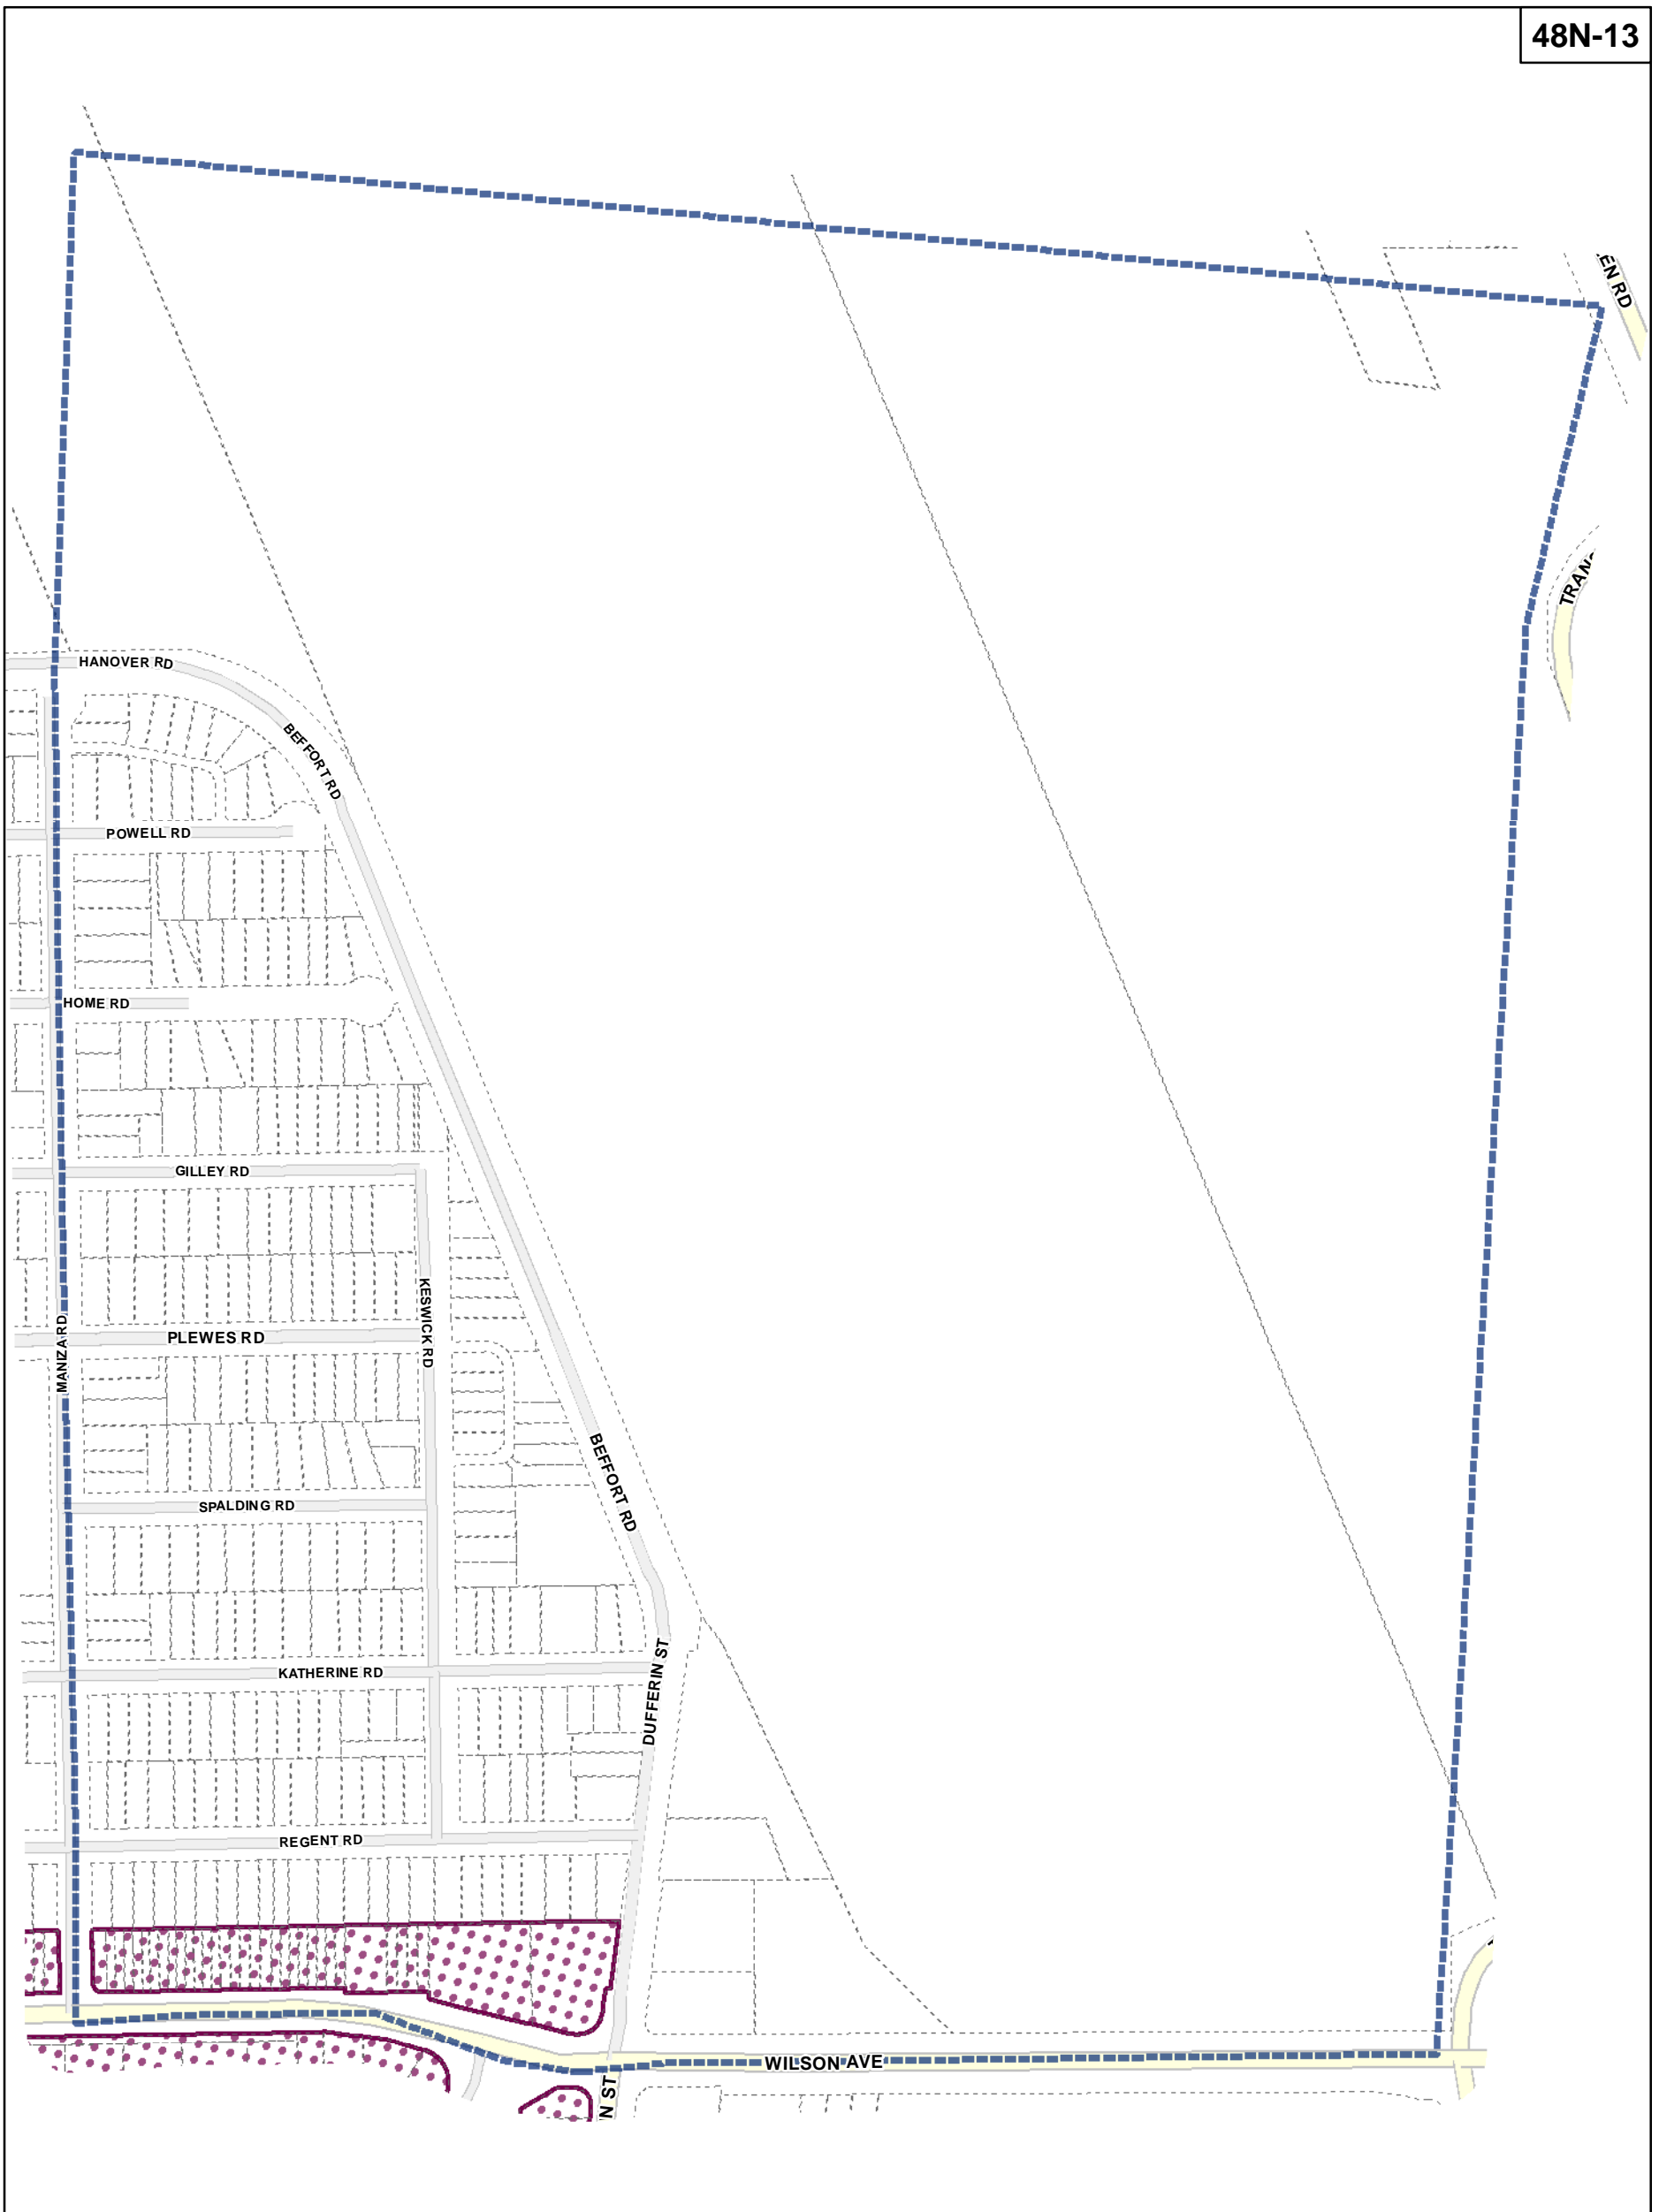 48N-13
EN RD
TRAN
HANOVER RD
BEFFORT RD
POWELL RD
HOME RD
GILLEY RD
KESWICK RD
MANIZA RD
PLEWES RD
BEFFORT RD
SPALDING RD
KATHERINE RD
DUFFERIN ST
REGENT RD
WILSON AVE
N ST